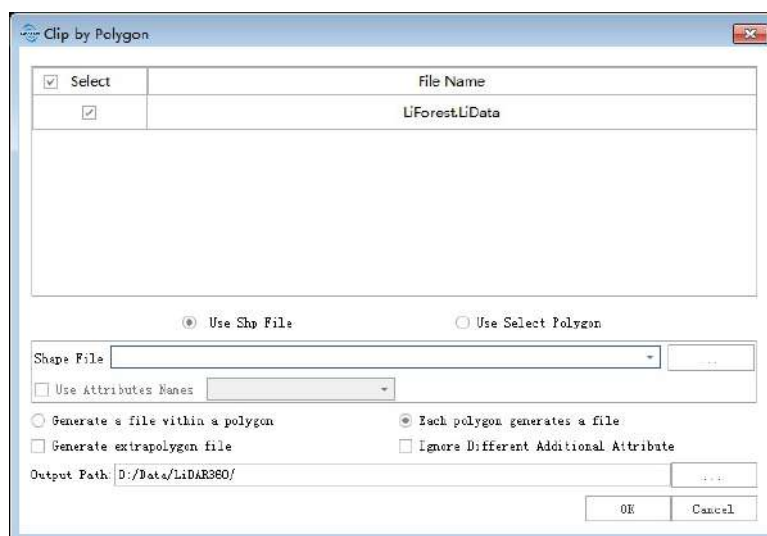 Clip by Polygon
Select File Name
LiForest.LiData
Use Shp File Use Select Polygon
Shape File ...
Use Attributes Names
Generate a file within a polygon Each polygon generates a file
Generate extrapolygon file Ignore Different Additional Attribute
Output Path: D:/Data/LiDAR360/ ...
OK Cancel